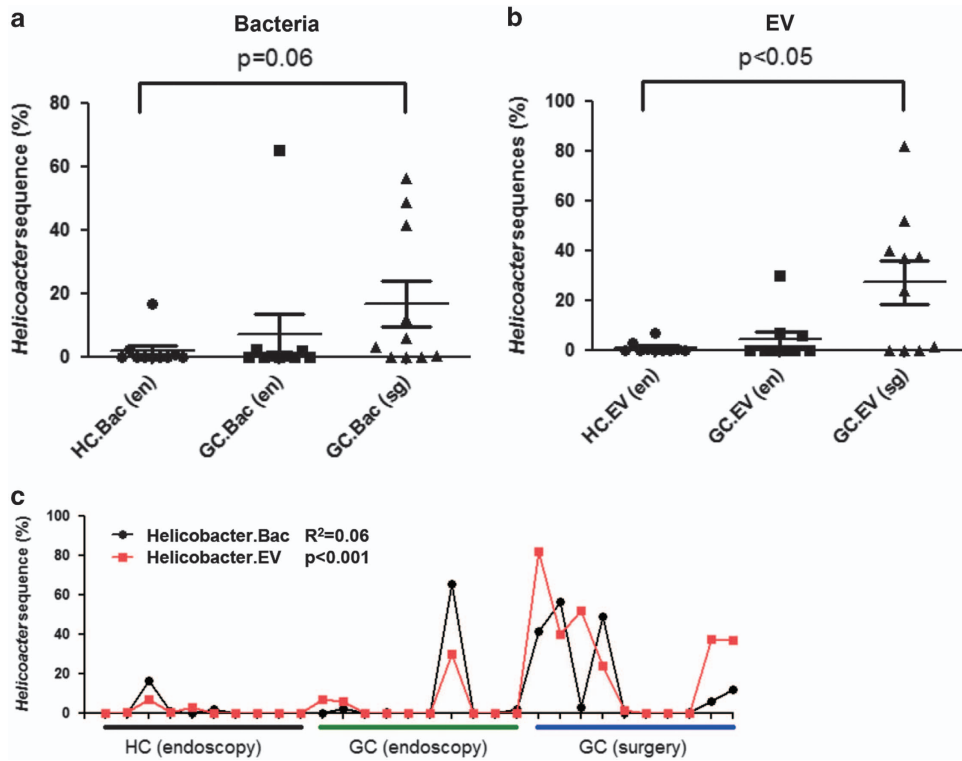 a
Bacteria
p=0.06
Helicoacter sequence (%)
80
60
40
20
0
HC.Bac (en)
GC.Bac (en)
GC.Bac (sg)
b
EV
p<0.05
Helicoacter sequences (%)
100
80
60
40
20
0
HC.EV (en)
GC.EV (en)
GC.EV (sg)
c
Helicoacter sequence (%)
100
80
60
40
20
0
Helicobacter.Bac R²=0.06
Helicobacter.EV p<0.001
HC (endoscopy)
GC (endoscopy)
GC (surgery)